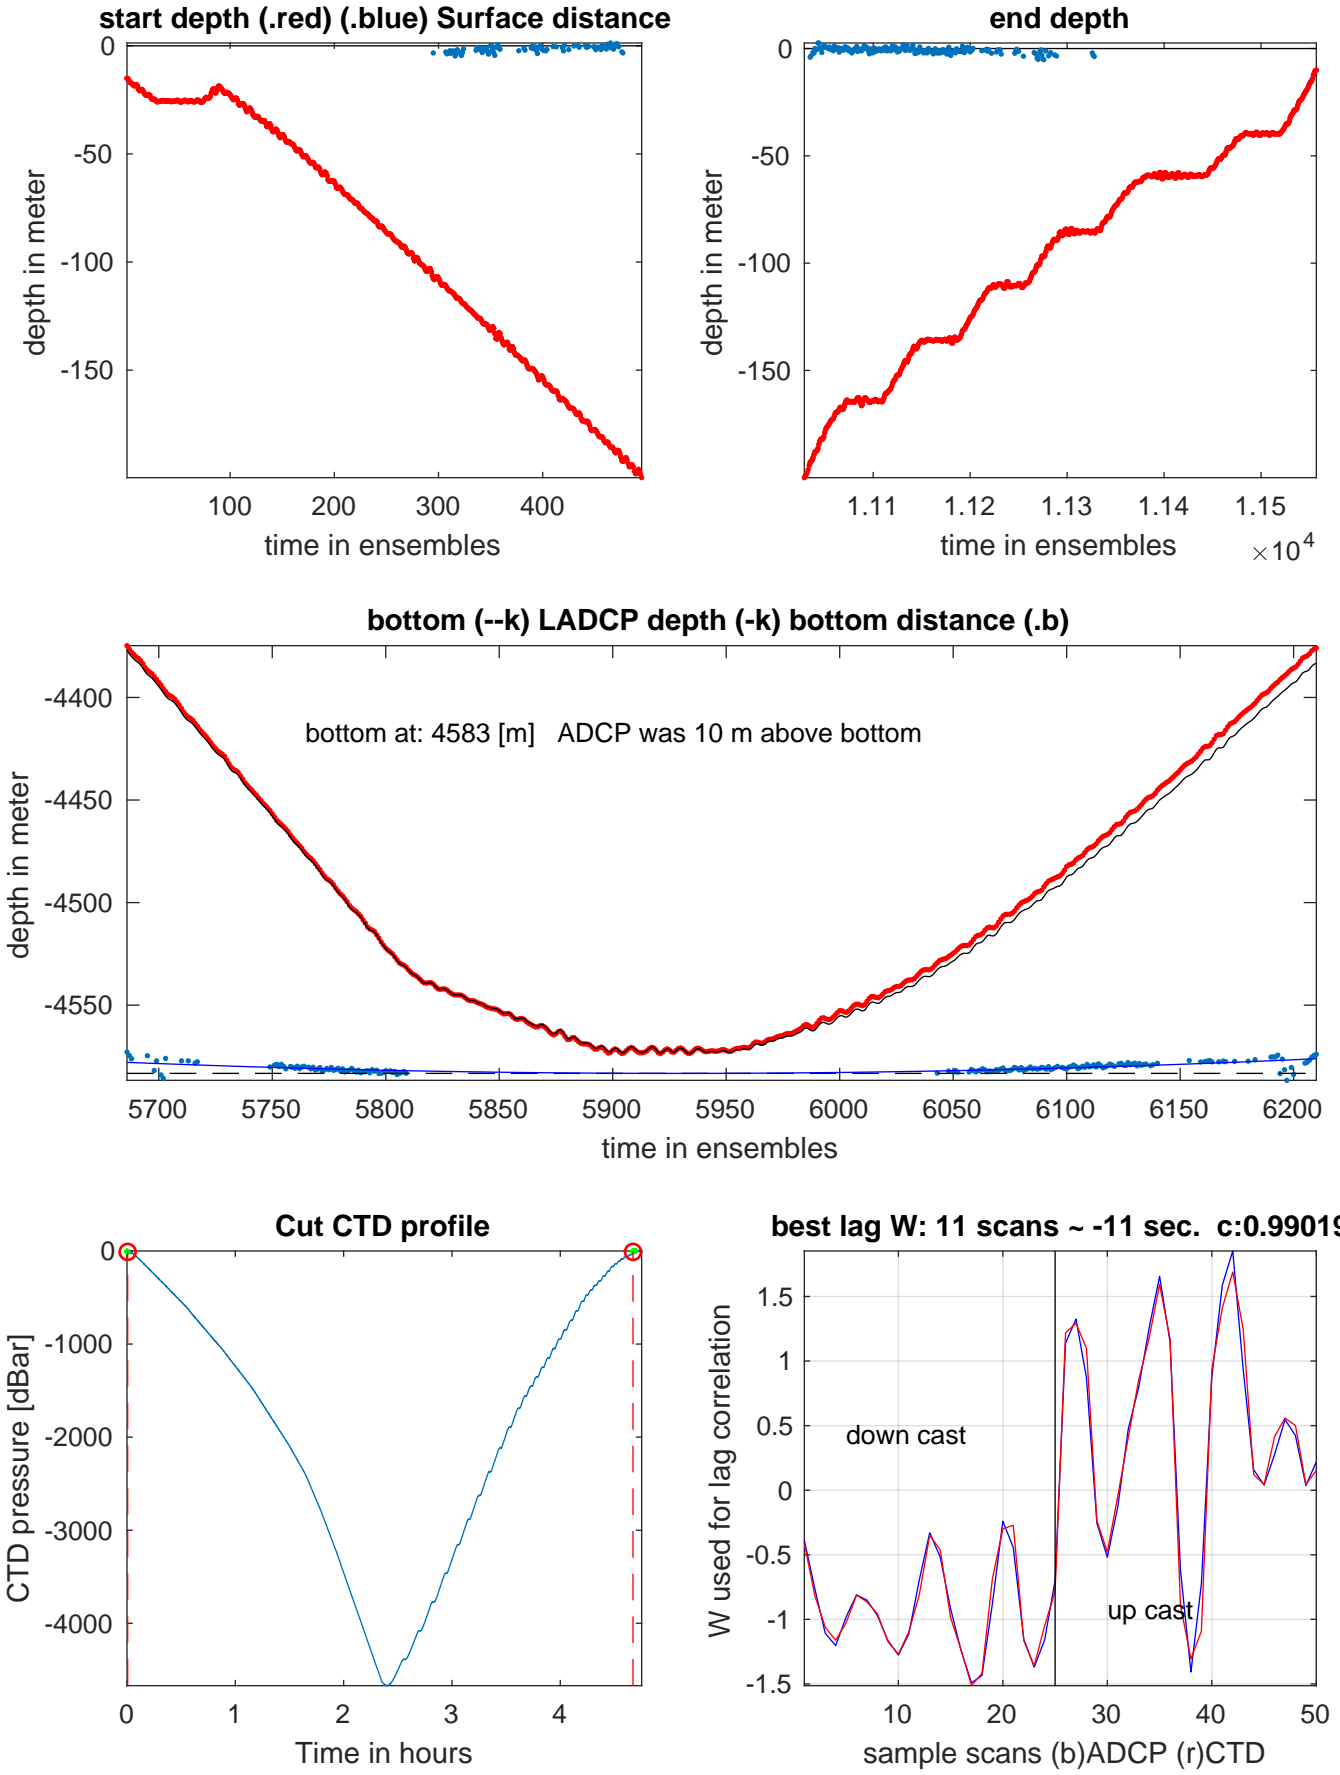 start depth (.red) (.blue) Surface distance
0
-50
-100
-150
depth in meter
100 200 300 400
time in ensembles
end depth
0
-50
-100
-150
depth in meter
1.11 1.12 1.13 1.14 1.15
time in ensembles
×10^4
bottom (--k) LADCP depth (-k) bottom distance (.b)
bottom at: 4583 [m] ADCP was 10 m above bottom
-4400
-4450
-4500
-4550
depth in meter
5700 5750 5800 5850 5900 5950 6000 6050 6100 6150 6200
time in ensembles
Cut CTD profile
0
-1000
-2000
-3000
-4000
CTD pressure [dBar]
0 1 2 3 4
Time in hours
best lag W: 11 scans ~ -11 sec. c:0.99019
1.5
1
0.5
0
-0.5
-1
-1.5
W used for lag correlation
down cast
up cast
10 20 30 40 50
sample scans (b)ADCP (r)CTD